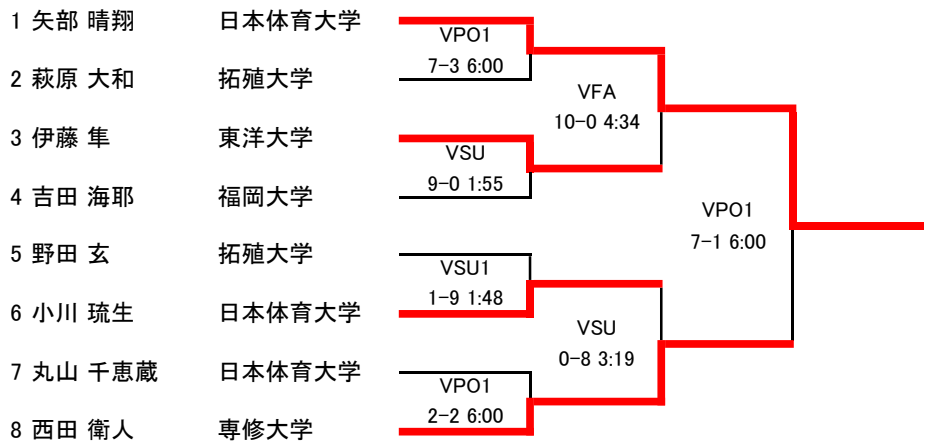 1 矢部 晴翔 日本体育大学
VPO1
7-3 6:00
2 萩原 大和 拓殖大学
VFA
10-0 4:34
3 伊藤 隼 東洋大学
VSU
9-0 1:55
4 吉田 海耶 福岡大学
VPO1
7-1 6:00
5 野田 玄 拓殖大学
VSU1
1-9 1:48
6 小川 琉生 日本体育大学
VSU
0-8 3:19
7 丸山 千恵蔵 日本体育大学
VPO1
2-2 6:00
8 西田 衛人 専修大学